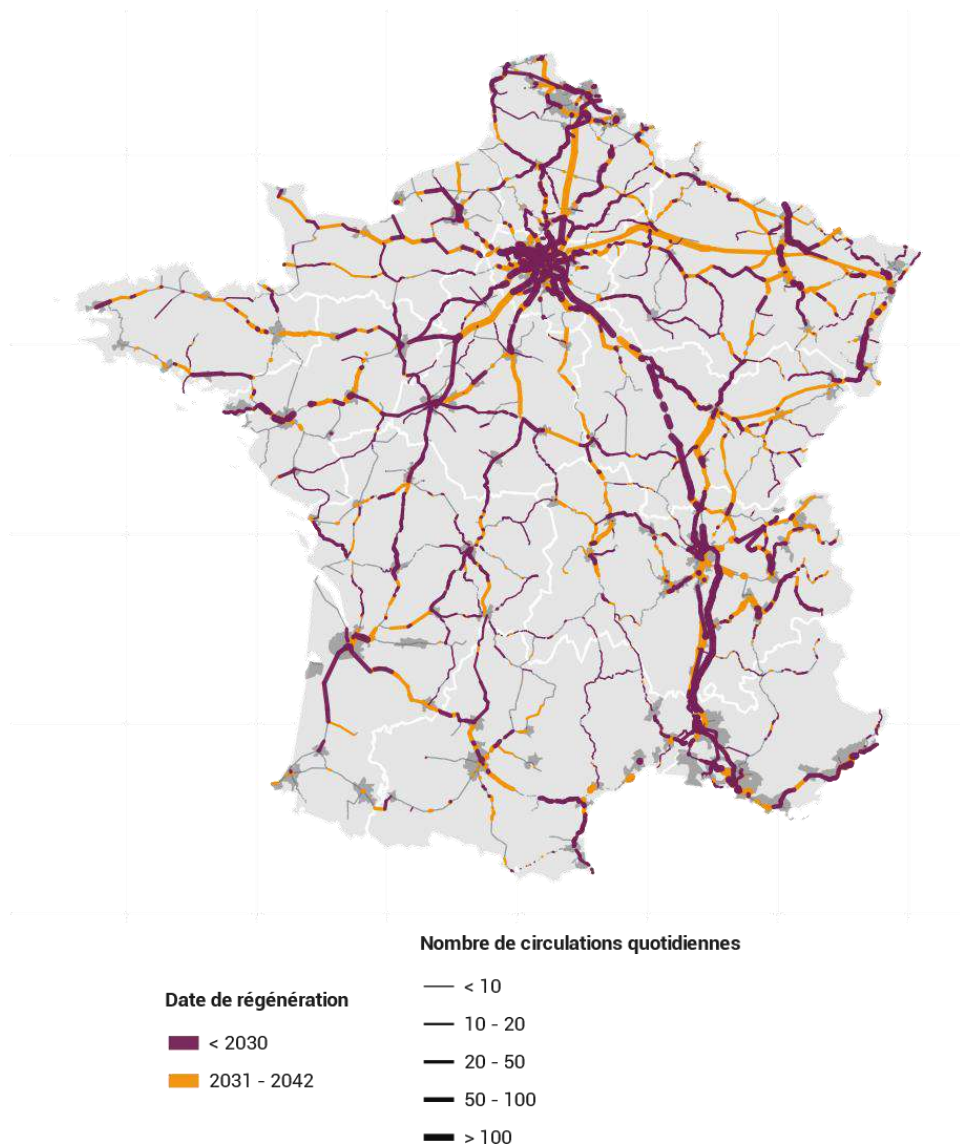 Nombre de circulations quotidiennes
< 10
Date de régénération
10 - 20
< 2030
20 - 50
2031 - 2042
50 - 100
> 100